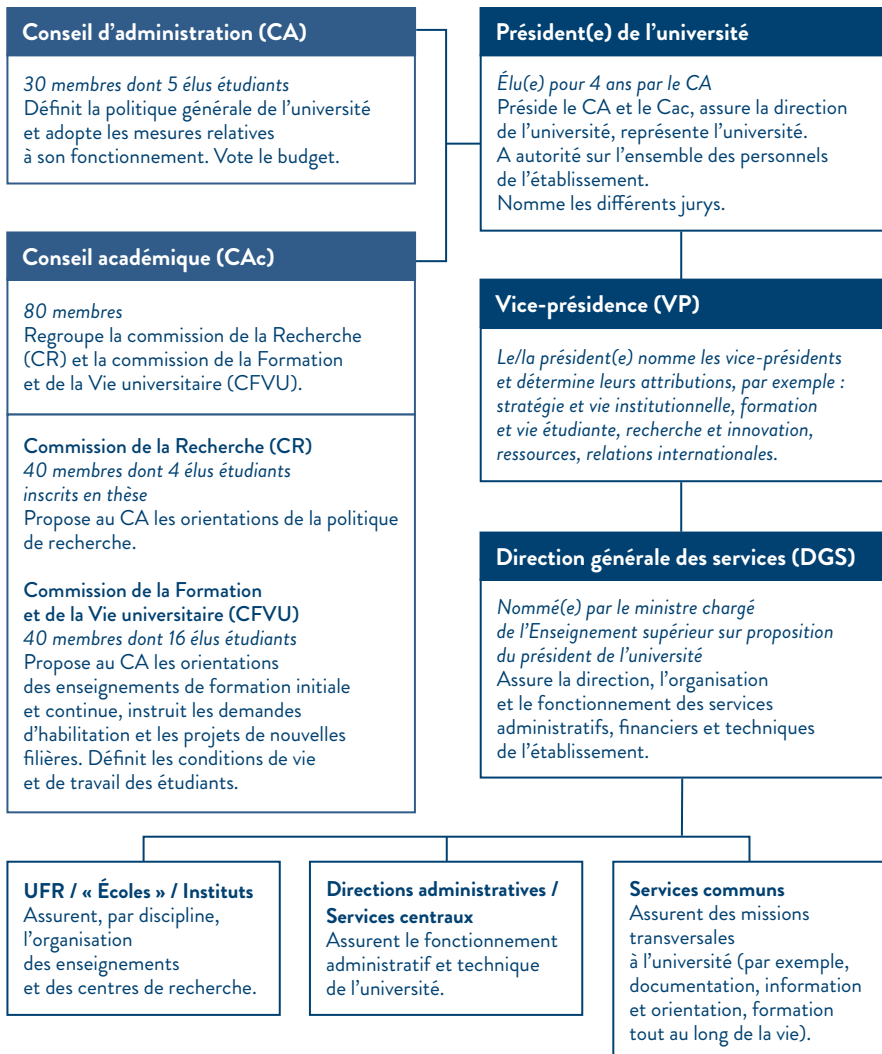 Conseil d'administration (CA)
30 membres dont 5 élus étudiants
Définit la politique générale de l'université
et adopte les mesures relatives
à son fonctionnement. Vote le budget.
Président(e) de l'université
Élu(e) pour 4 ans par le CA
Préside le CA et le Cac, assure la direction
de l'université, représente l'université.
A autorité sur l'ensemble des personnels
de l'établissement.
Nomme les différents jurys.
Conseil académique (CAc)
80 membres
Regroupe la commission de la Recherche
(CR) et la commission de la Formation
et de la Vie universitaire (CFVU).
Commission de la Recherche (CR)
40 membres dont 4 élus étudiants
inscrits en thèse
Propose au CA les orientations de la politique
de recherche.
Commission de la Formation
et de la Vie universitaire (CFVU)
40 membres dont 16 élus étudiants
Propose au CA les orientations
des enseignements de formation initiale
et continue, instruit les demandes
d'habilitation et les projets de nouvelles
filières. Définit les conditions de vie
et de travail des étudiants.
Vice-présidence (VP)
Le/la président(e) nomme les vice-présidents
et détermine leurs attributions, par exemple :
stratégie et vie institutionnelle, formation
et vie étudiante, recherche et innovation,
ressources, relations internationales.
Direction générale des services (DGS)
Nommé(e) par le ministre chargé
de l'Enseignement supérieur sur proposition
du président de l'université
Assure la direction, l'organisation
et le fonctionnement des services
administratifs, financiers et techniques
de l'établissement.
UFR / « Écoles » / Instituts
Assurent, par discipline,
l'organisation
des enseignements
et des centres de recherche.
Directions administratives /
Services centraux
Assurent le fonctionnement
administratif et technique
de l'université.
Services communs
Assurent des missions
transversales
à l'université (par exemple,
documentation, information
et orientation, formation
tout au long de la vie).